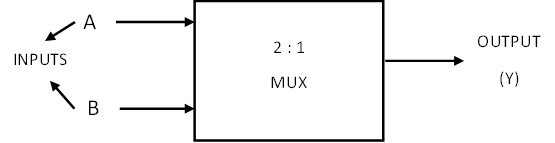 A
INPUTS
B
2 : 1
MUX
OUTPUT
(Y)